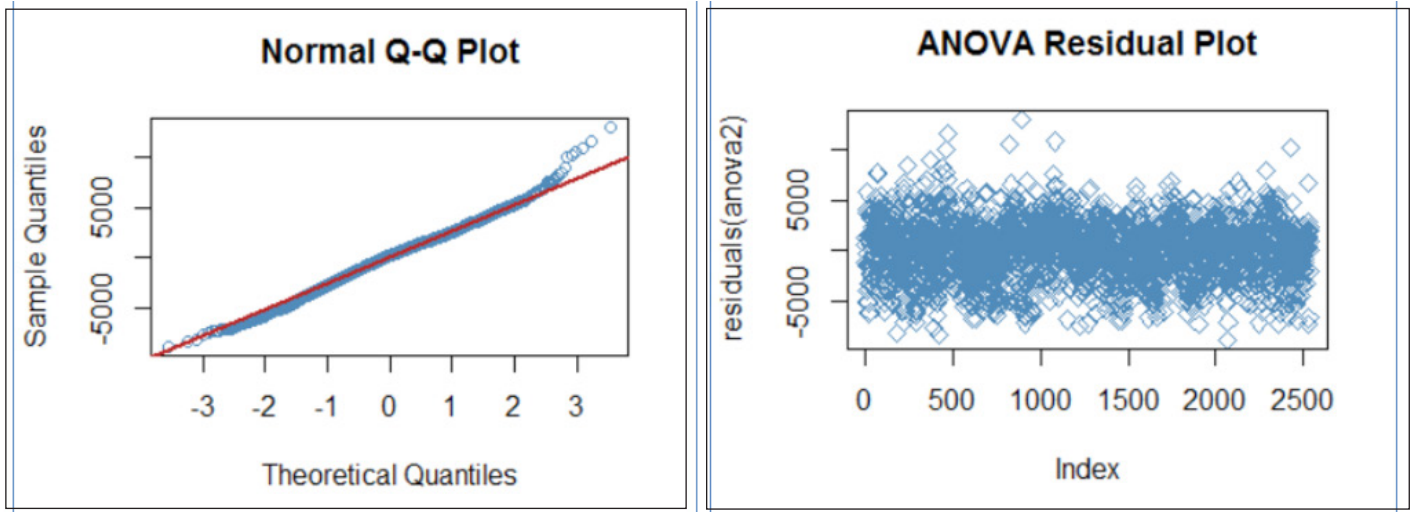 Normal Q-Q Plot
Sample Quantiles
5000
-5000
-3 -2 -1 0 1 2 3
Theoretical Quantiles
ANOVA Residual Plot
residuals(anova2)
5000
-5000
0 500 1000 1500 2000 2500
Index